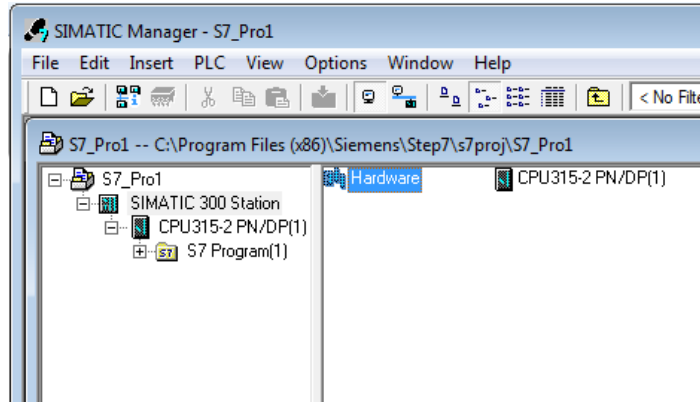 SIMATIC Manager - S7_Pro1
File Edit Insert PLC View Options Window Help
< No Filte
S7_Pro1 -- C:\Program Files (x86)\Siemens\Step7\s7proj\S7_Pro1
S7_Pro1
SIMATIC 300 Station
CPU315-2 PN/DP(1)
S7 Program(1)
Hardware
CPU315-2 PN/DP(1)